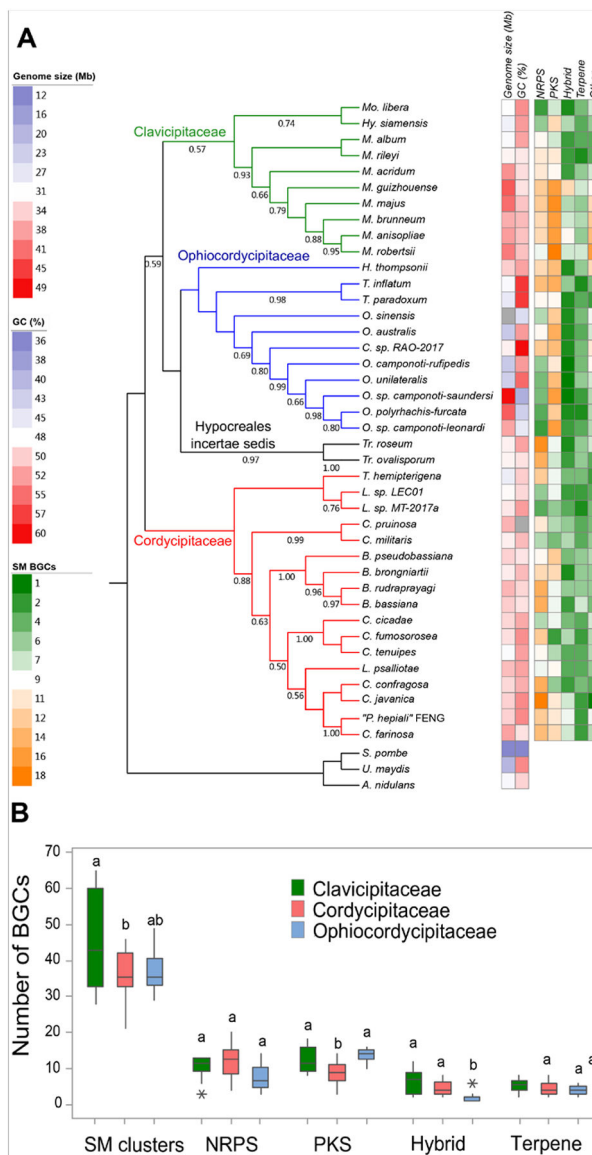 A
Genome size (Mb)
12
16
20
23
27
31
34
38
41
45
49
GC (%)
36
38
40
43
45
48
50
52
55
57
60
SM BGCs
1
2
4
6
7
9
11
12
14
16
18
Genome size (Mb)
GC (%)
NRPS
PKS
Hybrid
Terpene
Clavicipitaceae
0.57
0.74
0.93
0.66
0.79
0.88
0.95
0.59
Ophiocordycipitaceae
0.98
0.69
0.80
0.99
0.66
0.98
0.80
Hypocreales
incertae sedis
0.97
1.00
0.76
Cordycipitaceae
0.99
0.88
1.00
0.96
0.97
0.63
1.00
0.50
0.56
1.00
Mo. libera
Hy. siamensis
M. album
M. rileyi
M. acridum
M. guizhouense
M. majus
M. brunneum
M. anisopliae
M. robertsii
H. thompsonii
T. inflatum
T. paradoxum
O. sinensis
O. australis
C. sp. RAO-2017
O. camponoti-rufipedis
O. unilateralis
O. sp. camponoti-saundersi
O. polyrhachis-furcata
O. sp. camponoti-leonardi
Tr. roseum
Tr. ovalisporum
T. hemipterigena
L. sp. LEC01
L. sp. MT-2017a
C. pruinosa
C. militaris
B. pseudobassiana
B. brongniartii
B. rudraprayagi
B. bassiana
C. cicadae
C. fumosorosea
C. tenuipes
L. psalliotae
C. confragosa
C. javanica
"P. hepiali" FENG
C. farinosa
S. pombe
U. maydis
A. nidulans
B
Number of BGCs
70
60
50
40
30
20
10
0
a b ab
a a a
a b a
a a b
a a
Clavicipitaceae
Cordycipitaceae
Ophiocordycipitaceae
SM clusters NRPS PKS Hybrid Terpene